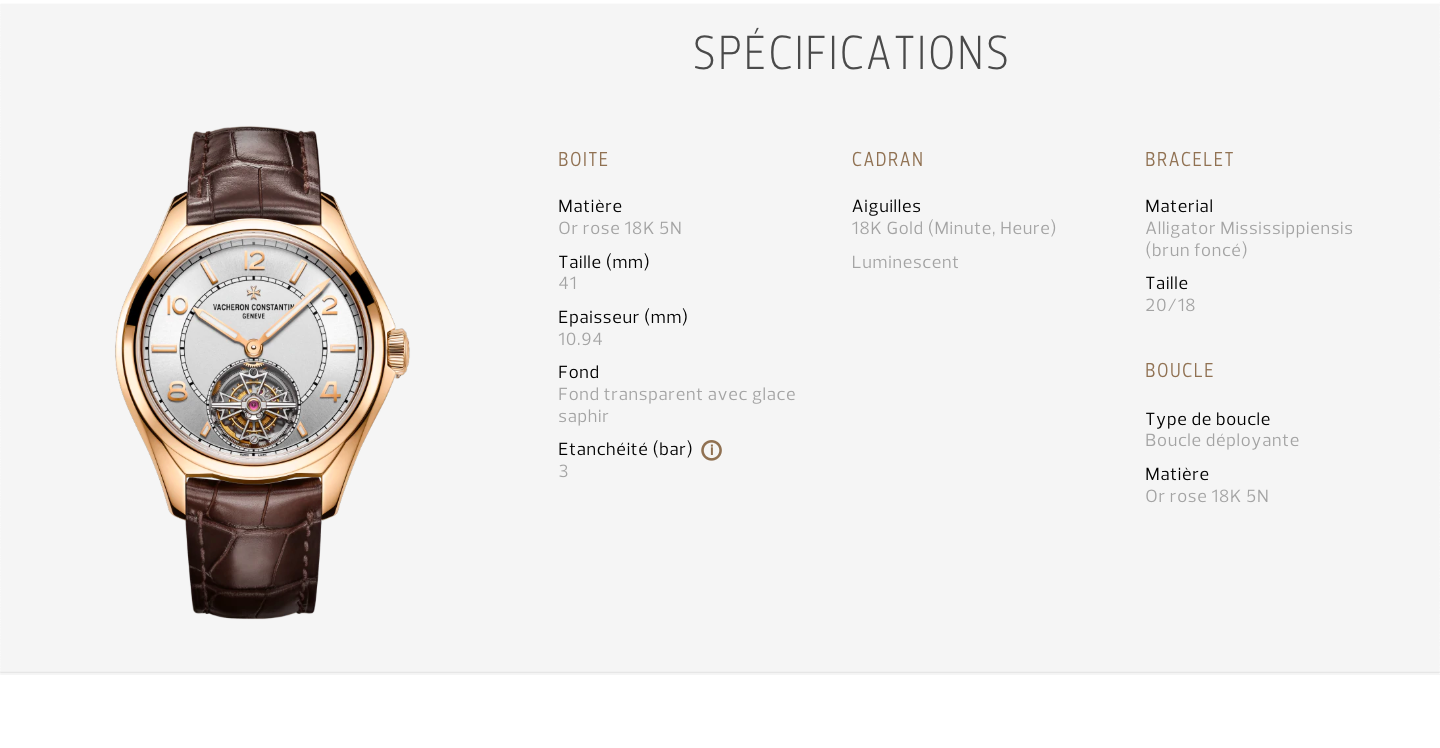 SPÉCIFICATIONS
12
10
2
VACHERON CONSTANTIN
GENEVE
8
4
BOITE
Matière
Or rose 18K 5N
Taille (mm)
41
Epaisseur (mm)
10.94
Fond
Fond transparent avec glace
saphir
Etanchéité (bar) i
3
CADRAN
Aiguilles
18K Gold (Minute, Heure)
Luminescent
BRACELET
Material
Alligator Mississippiensis
(brun foncé)
Taille
20/18
BOUCLE
Type de boucle
Boucle déployante
Matière
Or rose 18K 5N